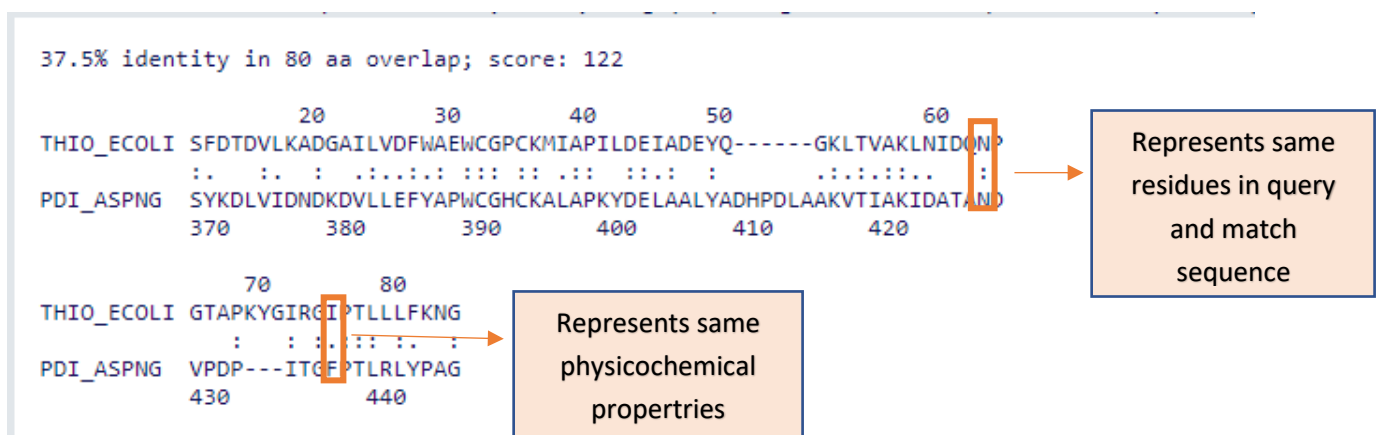 37.5% identity in 80 aa overlap; score: 122
20 30 40 50 60
THIO_ECOLI SFDTDVLKADGAILVDFWAEWCGPCKMIAPILDEIADEYQ------GKLTVAKLNIDQNP
:. :. : .:..:.: ::: :: .:: ::.: : .:.:.::.. :
PDI_ASPNG SYKDLVIDNDKDVLLEFYAPWCGHCKALAPKYDELAALYADHPDLAAKVTIAKIDATAND
370 380 390 400 410 420
Represents same
residues in query
and match
sequence
70 80
THIO_ECOLI GTAPKYGIRGIPTLLLFKNG
: : :.::: :. :
PDI_ASPNG VPDP---ITGFPTLRLYPAG
430 440
Represents same
physicochemical
propertries